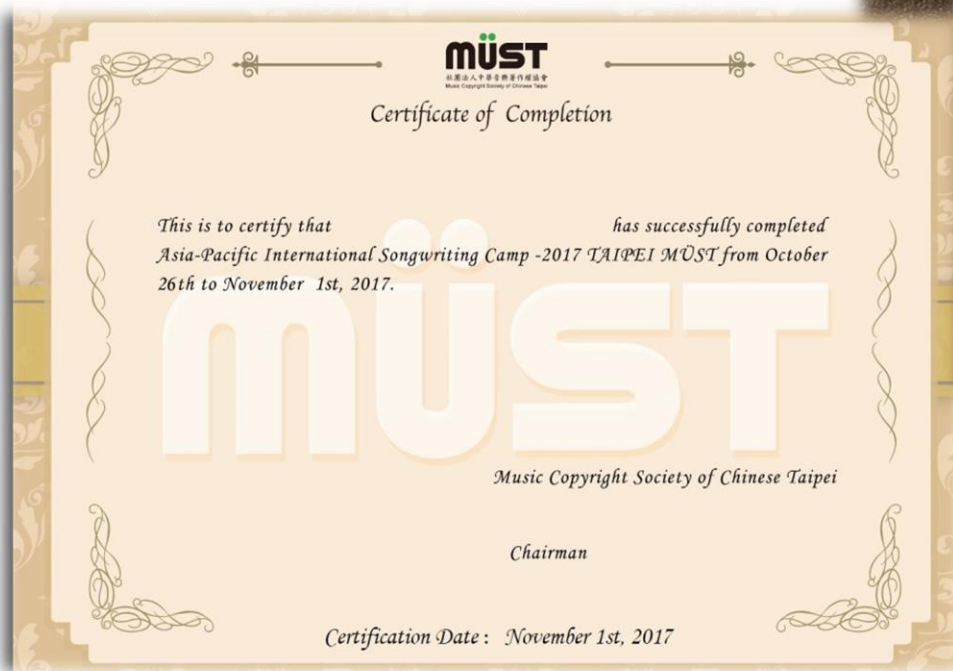 MÜST
社團法人中華音樂著作權協會
Music Copyright Society of Chinese Taipei
Certificate of Completion
This is to certify that has successfully completed
Asia-Pacific International Songwriting Camp -2017 TAIPEI MÜST from October
26th to November 1st, 2017.
MÜST
Music Copyright Society of Chinese Taipei
Chairman
Certification Date : November 1st, 2017